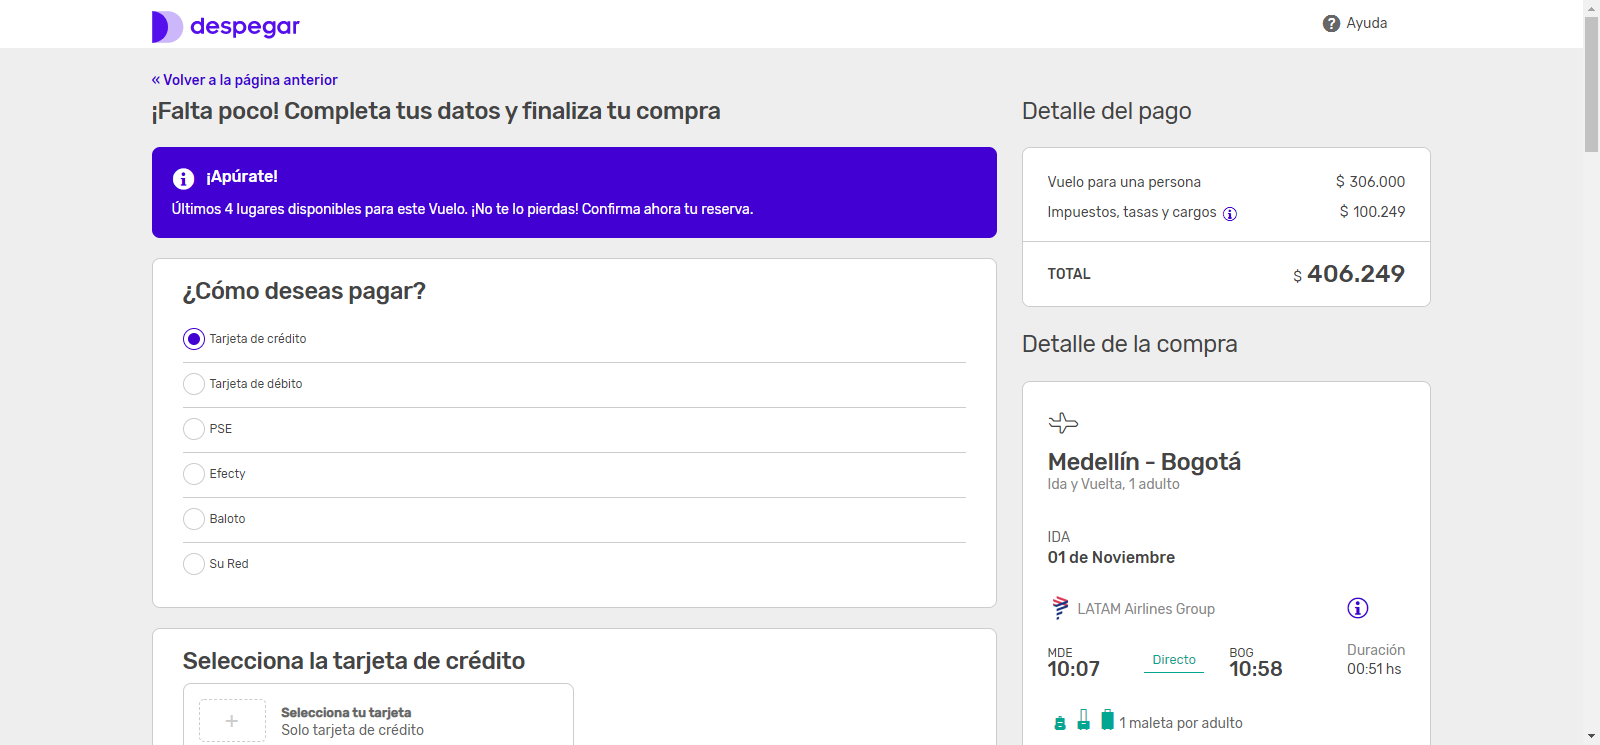 despegar
? Ayuda
« Volver a la página anterior
¡Falta poco! Completa tus datos y finaliza tu compra
¡Apúrate!
Últimos 4 lugares disponibles para este Vuelo. ¡No te lo pierdas! Confirma ahora tu reserva.
¿Cómo deseas pagar?
Tarjeta de crédito
Tarjeta de débito
PSE
Efecty
Baloto
Su Red
Selecciona la tarjeta de crédito
+
Selecciona tu tarjeta
Solo tarjeta de crédito
Detalle del pago
Vuelo para una persona $ 306.000
Impuestos, tasas y cargos $ 100.249
TOTAL $ 406.249
Detalle de la compra
Medellín - Bogotá
Ida y Vuelta, 1 adulto
IDA
01 de Noviembre
LATAM Airlines Group
MDE BOG Duración
10:07 Directo 10:58 00:51 hs
1 maleta por adulto